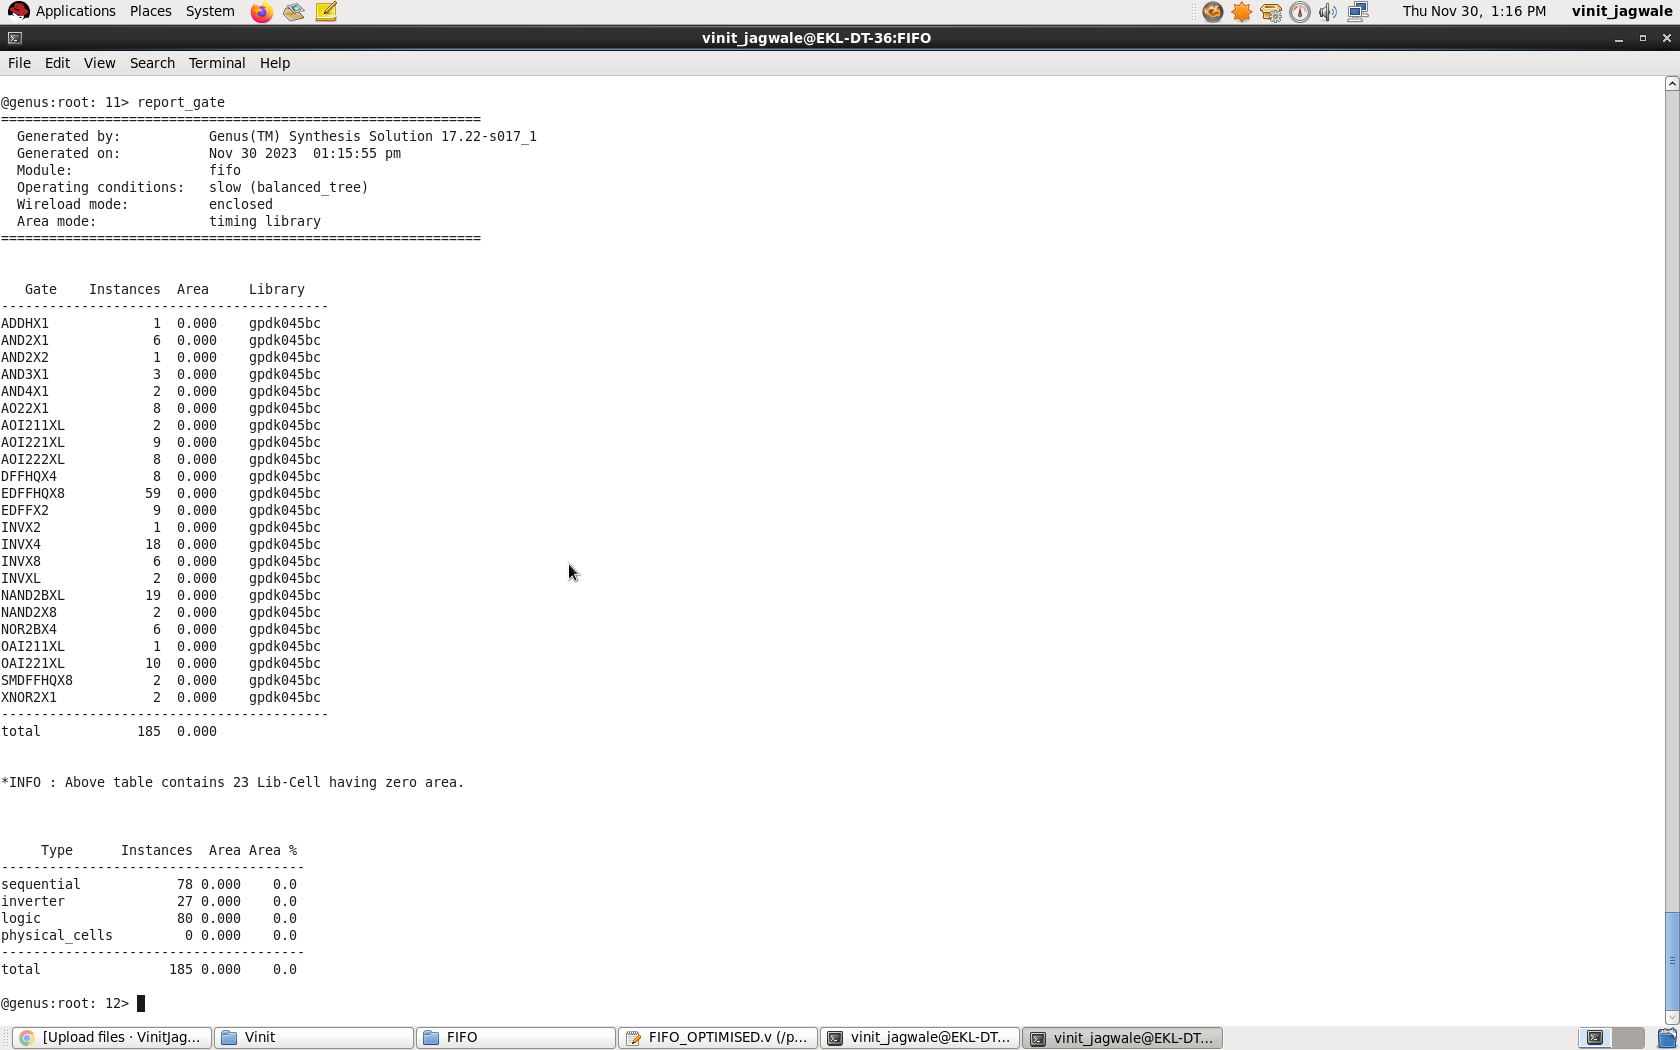 Applications Places System Thu Nov 30, 1:16 PM vinit_jagwale
vinit_jagwale@EKL-DT-36:FIFO
File Edit View Search Terminal Help
@genus:root: 11> report_gate
============================================================
  Generated by:           Genus(TM) Synthesis Solution 17.22-s017_1
  Generated on:           Nov 30 2023  01:15:55 pm
  Module:                 fifo
  Operating conditions:   slow (balanced_tree)
  Wireload mode:          enclosed
  Area mode:              timing library
============================================================
   Gate    Instances  Area     Library
-----------------------------------------
ADDHX1             1  0.000    gpdk045bc
AND2X1             6  0.000    gpdk045bc
AND2X2             1  0.000    gpdk045bc
AND3X1             3  0.000    gpdk045bc
AND4X1             2  0.000    gpdk045bc
AO22X1             8  0.000    gpdk045bc
AOI211XL           2  0.000    gpdk045bc
AOI221XL           9  0.000    gpdk045bc
AOI222XL           8  0.000    gpdk045bc
DFFHQX4            8  0.000    gpdk045bc
EDFFHQX8          59  0.000    gpdk045bc
EDFFX2             9  0.000    gpdk045bc
INVX2              1  0.000    gpdk045bc
INVX4             18  0.000    gpdk045bc
INVX8              6  0.000    gpdk045bc
INVXL              2  0.000    gpdk045bc
NAND2BXL          19  0.000    gpdk045bc
NAND2X8            2  0.000    gpdk045bc
NOR2BX4            6  0.000    gpdk045bc
OAI211XL           1  0.000    gpdk045bc
OAI221XL          10  0.000    gpdk045bc
SMDFFHQX8          2  0.000    gpdk045bc
XNOR2X1            2  0.000    gpdk045bc
-----------------------------------------
total            185  0.000
*INFO : Above table contains 23 Lib-Cell having zero area.
     Type      Instances  Area Area %
--------------------------------------
sequential            78 0.000    0.0
inverter              27 0.000    0.0
logic                 80 0.000    0.0
physical_cells         0 0.000    0.0
--------------------------------------
total                185 0.000    0.0
@genus:root: 12>
[Upload files · VinitJag... Vinit FIFO FIFO_OPTIMISED.v (/p... vinit_jagwale@EKL-DT... vinit_jagwale@EKL-DT...